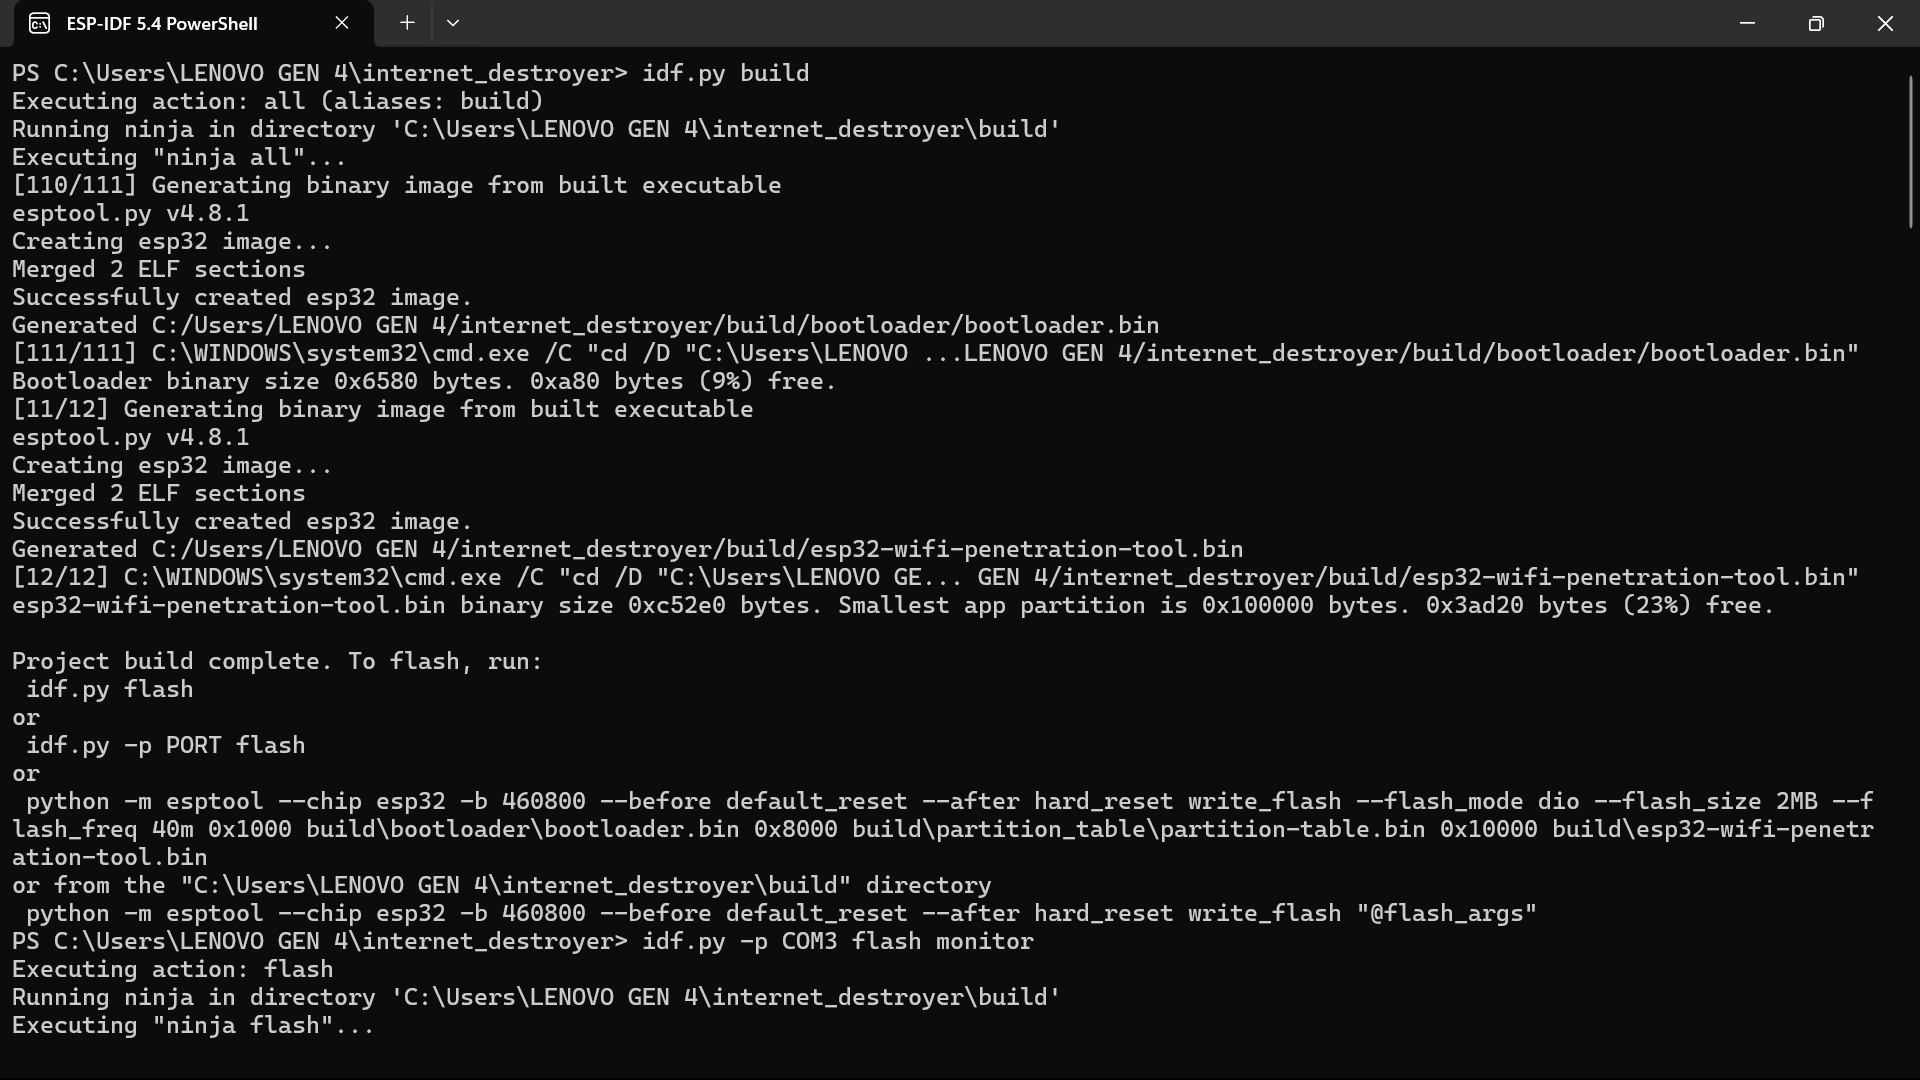 ESP-IDF 5.4 PowerShell
PS C:\Users\LENOVO GEN 4\internet_destroyer> idf.py build
Executing action: all (aliases: build)
Running ninja in directory 'C:\Users\LENOVO GEN 4\internet_destroyer\build'
Executing "ninja all"...
[110/111] Generating binary image from built executable
esptool.py v4.8.1
Creating esp32 image...
Merged 2 ELF sections
Successfully created esp32 image.
Generated C:/Users/LENOVO GEN 4/internet_destroyer/build/bootloader/bootloader.bin
[111/111] C:\WINDOWS\system32\cmd.exe /C "cd /D "C:\Users\LENOVO ...LENOVO GEN 4/internet_destroyer/build/bootloader/bootloader.bin"
Bootloader binary size 0x6580 bytes. 0xa80 bytes (9%) free.
[11/12] Generating binary image from built executable
esptool.py v4.8.1
Creating esp32 image...
Merged 2 ELF sections
Successfully created esp32 image.
Generated C:/Users/LENOVO GEN 4/internet_destroyer/build/esp32-wifi-penetration-tool.bin
[12/12] C:\WINDOWS\system32\cmd.exe /C "cd /D "C:\Users\LENOVO GE... GEN 4/internet_destroyer/build/esp32-wifi-penetration-tool.bin"
esp32-wifi-penetration-tool.bin binary size 0xc52e0 bytes. Smallest app partition is 0x100000 bytes. 0x3ad20 bytes (23%) free.
Project build complete. To flash, run:
 idf.py flash
or
 idf.py -p PORT flash
or
 python -m esptool --chip esp32 -b 460800 --before default_reset --after hard_reset write_flash --flash_mode dio --flash_size 2MB --f
lash_freq 40m 0x1000 build\bootloader\bootloader.bin 0x8000 build\partition_table\partition-table.bin 0x10000 build\esp32-wifi-penetr
ation-tool.bin
or from the "C:\Users\LENOVO GEN 4\internet_destroyer\build" directory
 python -m esptool --chip esp32 -b 460800 --before default_reset --after hard_reset write_flash "@flash_args"
PS C:\Users\LENOVO GEN 4\internet_destroyer> idf.py -p COM3 flash monitor
Executing action: flash
Running ninja in directory 'C:\Users\LENOVO GEN 4\internet_destroyer\build'
Executing "ninja flash"...